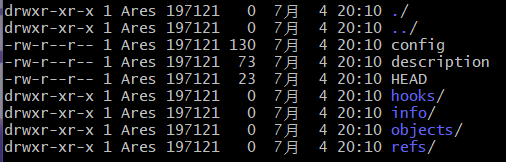 drwxr-xr-x 1 Ares 197121   0  7月   4 20:10 ./
drwxr-xr-x 1 Ares 197121   0  7月   4 20:10 ../
-rw-r--r-- 1 Ares 197121 130  7月   4 20:10 config
-rw-r--r-- 1 Ares 197121  73  7月   4 20:10 description
-rw-r--r-- 1 Ares 197121  23  7月   4 20:10 HEAD
drwxr-xr-x 1 Ares 197121   0  7月   4 20:10 hooks/
drwxr-xr-x 1 Ares 197121   0  7月   4 20:10 info/
drwxr-xr-x 1 Ares 197121   0  7月   4 20:10 objects/
drwxr-xr-x 1 Ares 197121   0  7月   4 20:10 refs/